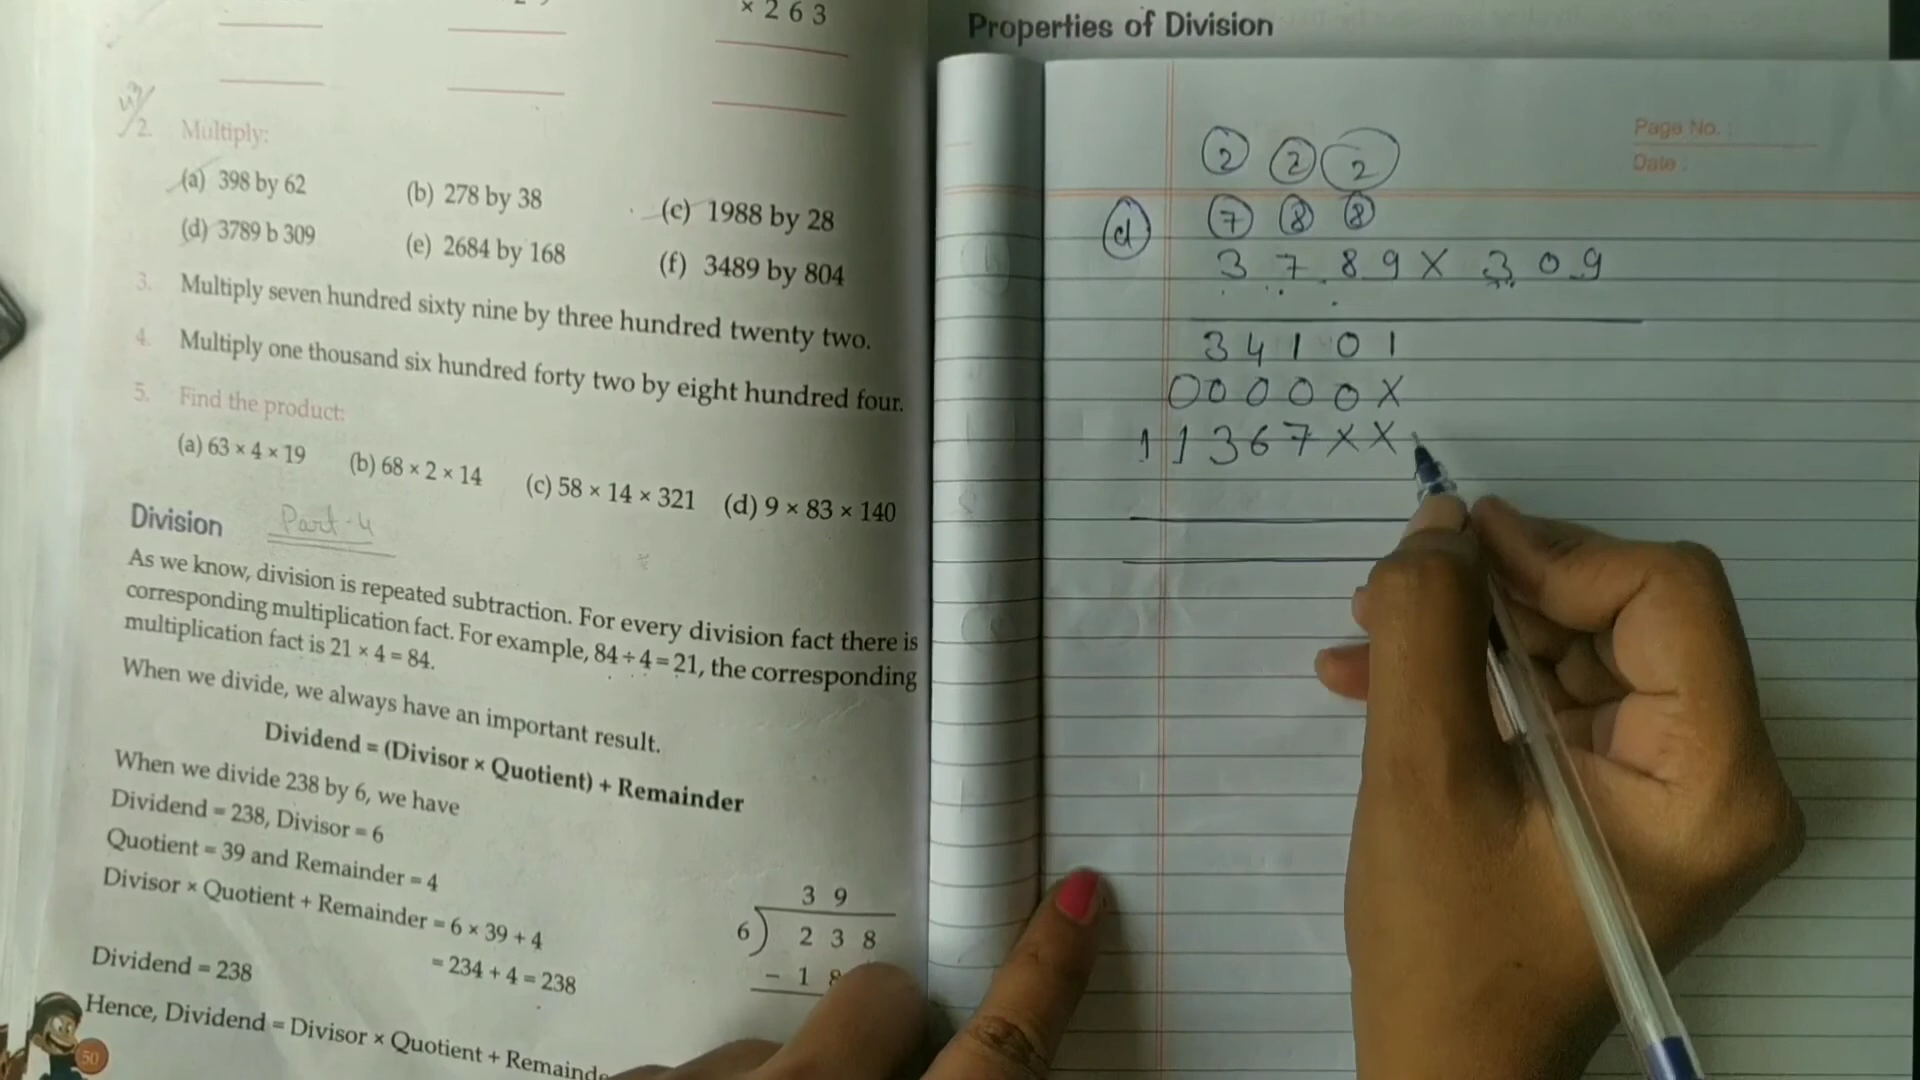 × 2 6 3
2. Multiply:
(a) 398 by 62 (b) 278 by 38 (c) 1988 by 28
(d) 3789 b 309 (e) 2684 by 168 (f) 3489 by 804
3. Multiply seven hundred sixty nine by three hundred twenty two.
4. Multiply one thousand six hundred forty two by eight hundred four.
5. Find the product:
(a) 63 × 4 × 19 (b) 68 × 2 × 14 (c) 58 × 14 × 321 (d) 9 × 83 × 140
Division Part-4
As we know, division is repeated subtraction. For every division fact there is
corresponding multiplication fact. For example, 84 ÷ 4 = 21, the corresponding
multiplication fact is 21 × 4 = 84.
When we divide, we always have an important result.
Dividend = (Divisor × Quotient) + Remainder
When we divide 238 by 6, we have
Dividend = 238, Divisor = 6
Quotient = 39 and Remainder = 4
Divisor × Quotient + Remainder = 6 × 39 + 4
= 234 + 4 = 238
Dividend = 238
Hence, Dividend = Divisor × Quotient + Remainde
3 9
6) 2 3 8
- 1 8
50
Properties of Division
Page No. :
Date :
2 2 2
7 8 8
(d) 3 7 8 9 × 3 0 9
3 4 1 0 1
0 0 0 0 0 ×
1 1 3 6 7 × ×